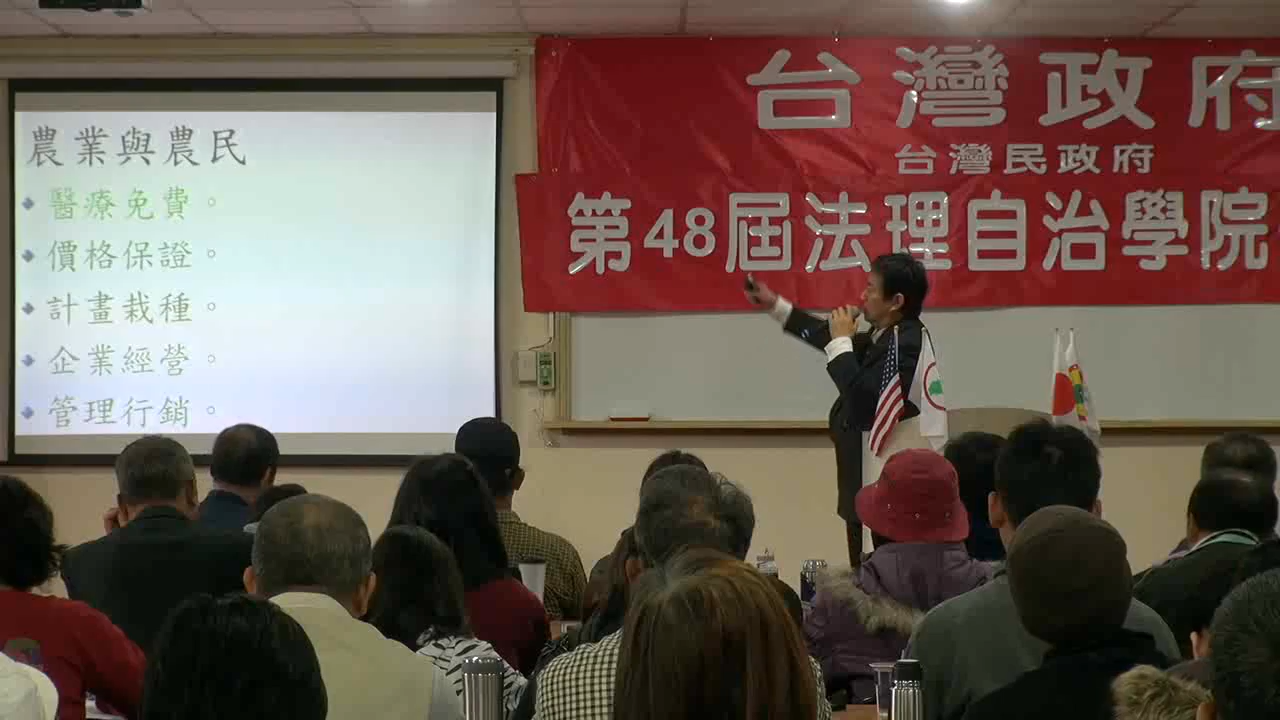 農業與農民
醫療免費。
價格保證。
計畫栽種。
企業經營。
管理行銷。
台灣政府
台灣民政府
第48屆法理自治學院